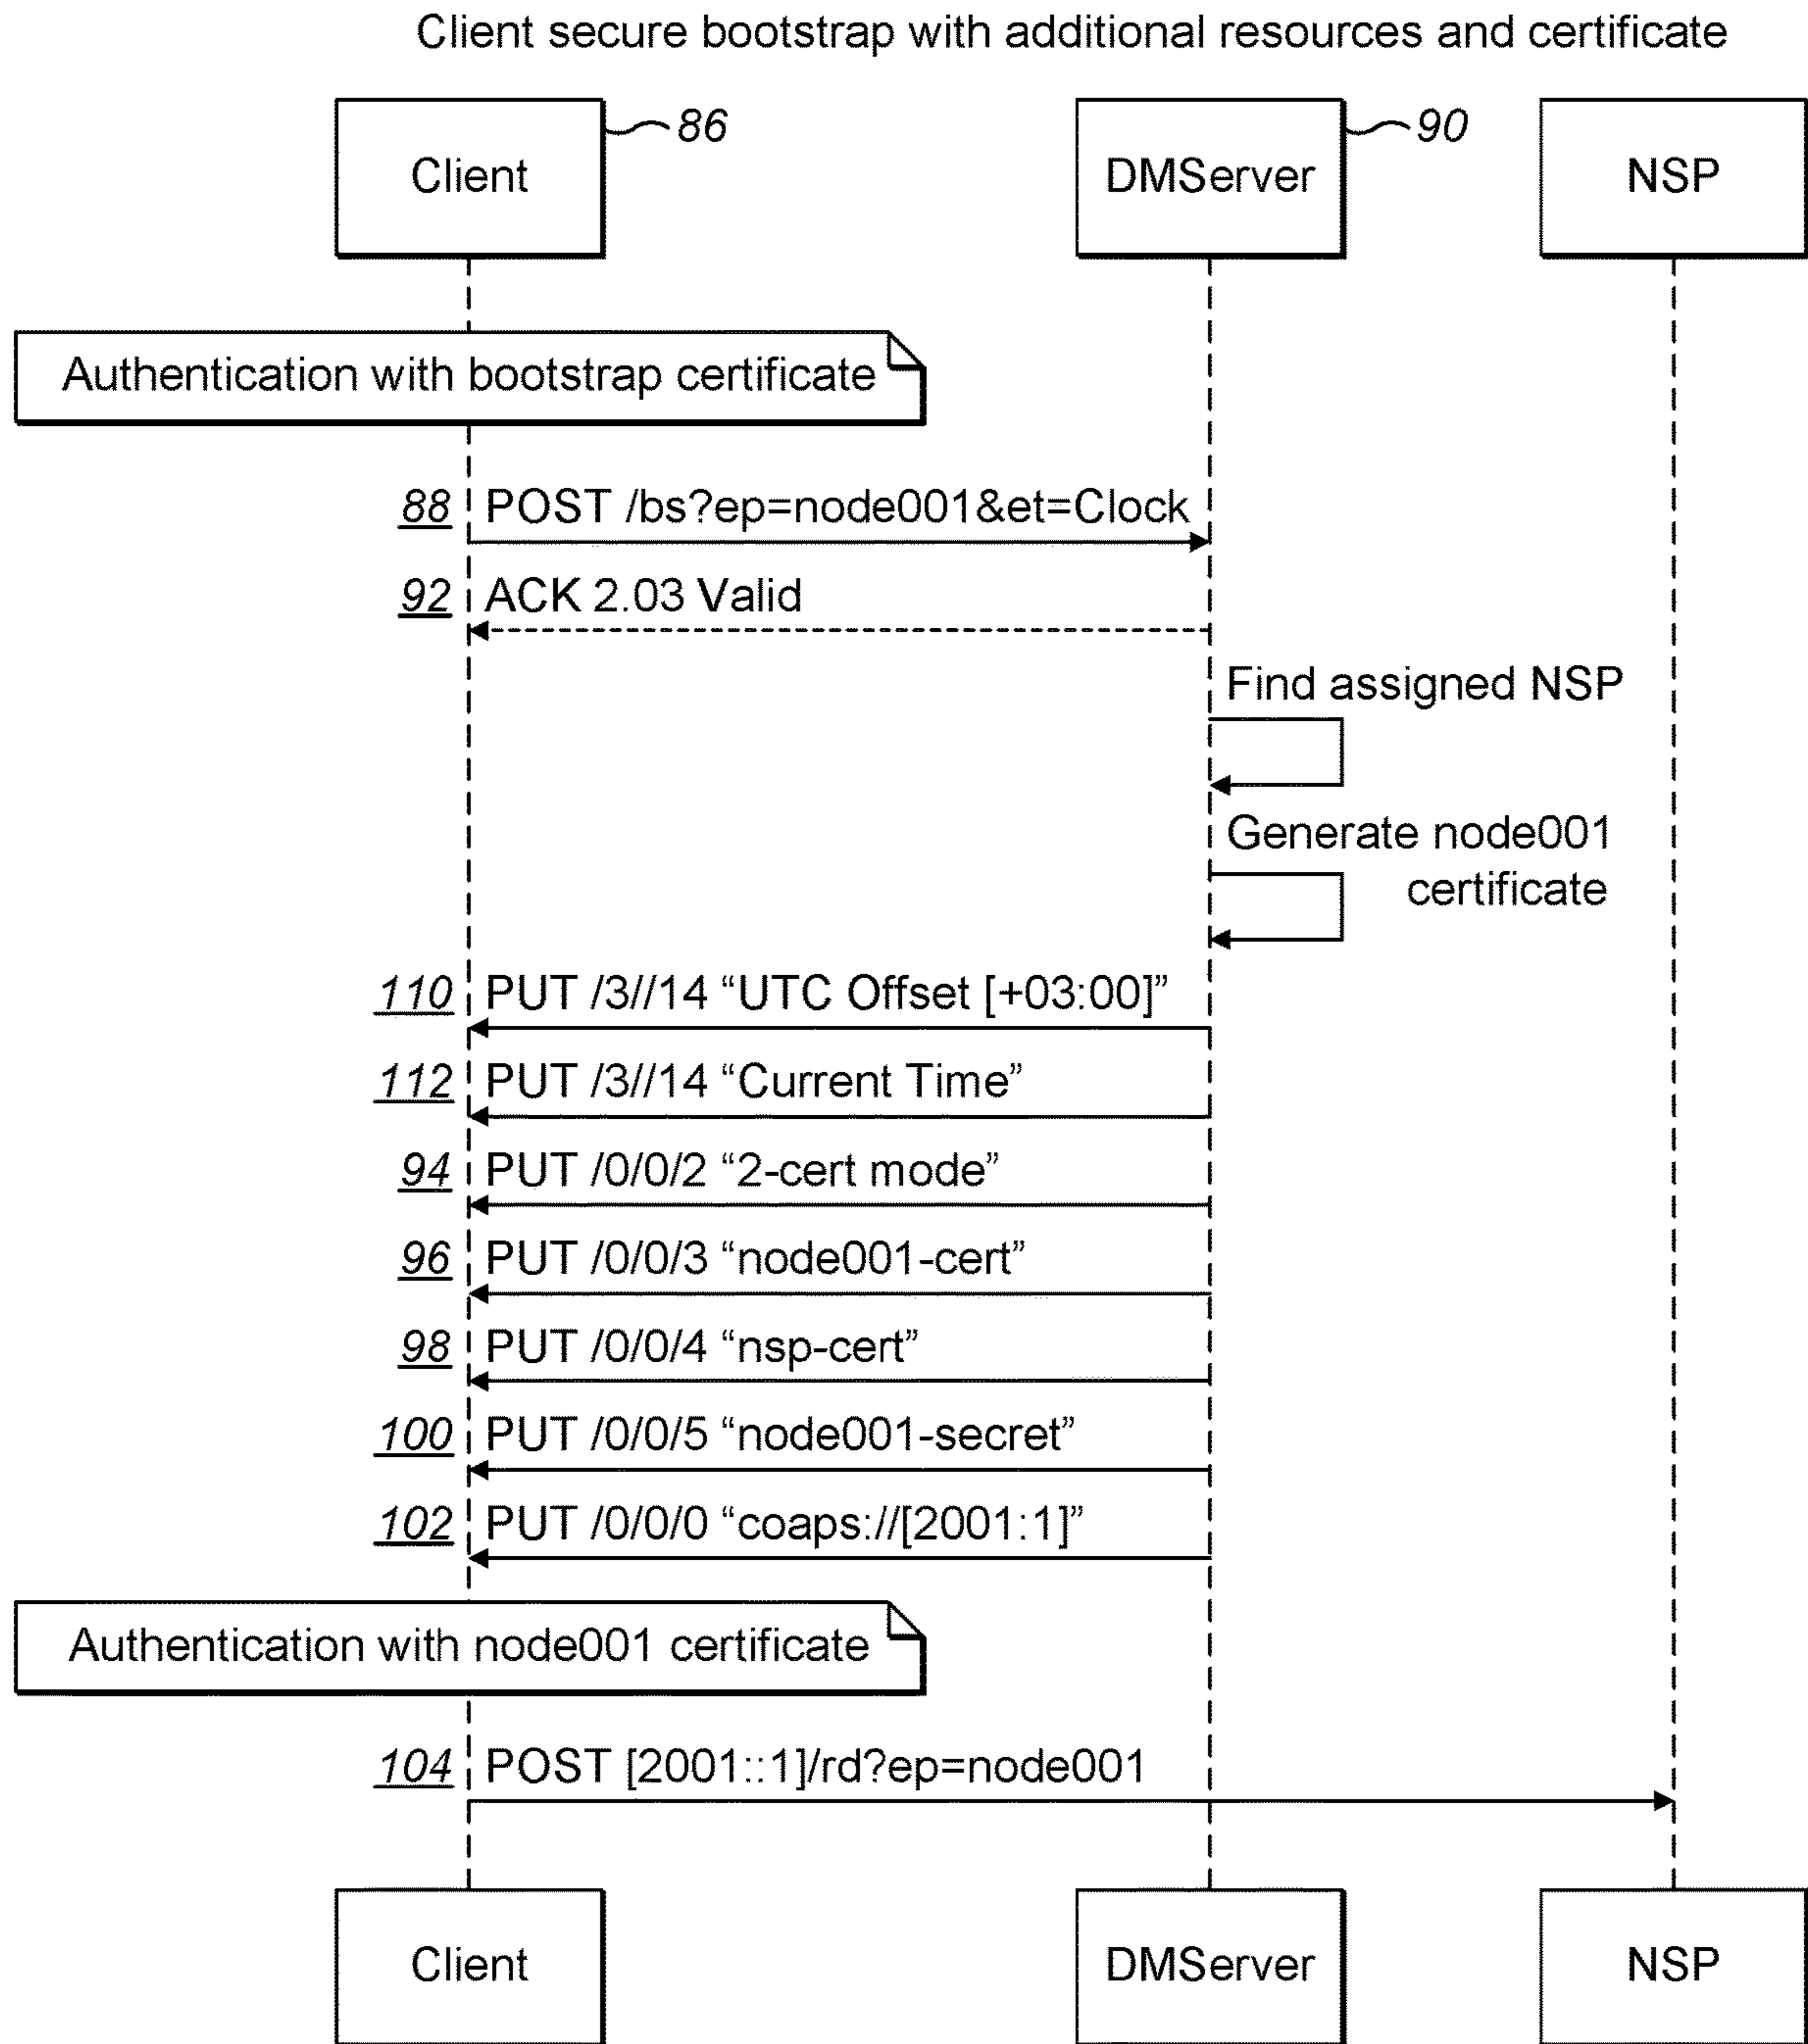 Client secure bootstrap with additional resources and certificate
86
90
Client
DMServer
NSP
Authentication with bootstrap certificate
88 POST /bs?ep=node001&et=Clock
92 ACK 2.03 Valid
Find assigned NSP
Generate node001
certificate
110 PUT /3//14 “UTC Offset [+03:00]”
112 PUT /3//14 “Current Time”
94 PUT /0/0/2 “2-cert mode”
96 PUT /0/0/3 “node001-cert”
98 PUT /0/0/4 “nsp-cert”
100 PUT /0/0/5 “node001-secret”
102 PUT /0/0/0 “coaps://[2001:1]”
Authentication with node001 certificate
104 POST [2001::1]/rd?ep=node001
Client
DMServer
NSP